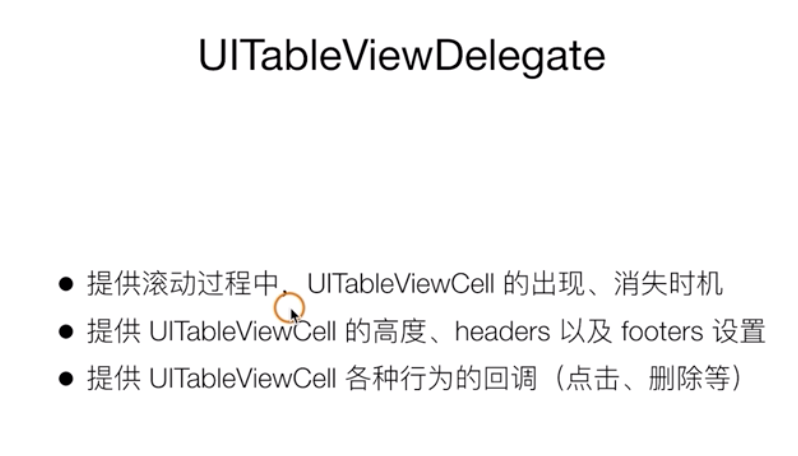 UITableViewDelegate
● 提供滚动过程中，UITableViewCell 的出现、消失时机
● 提供 UITableViewCell 的高度、headers 以及 footers 设置
● 提供 UITableViewCell 各种行为的回调（点击、删除等）